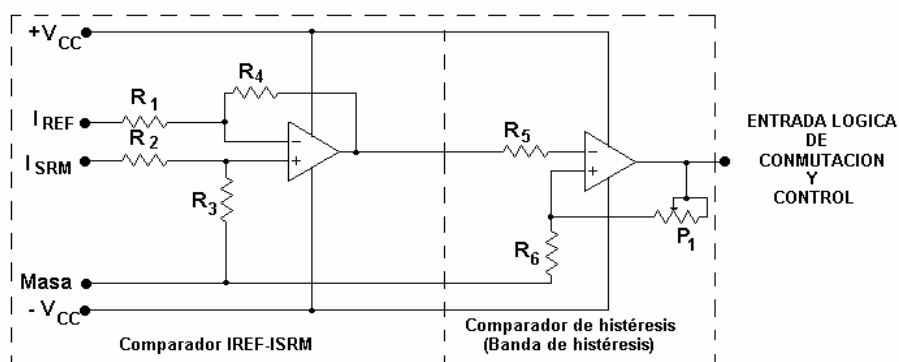 +VCC
R4
R1
IREF
R2
ISRM
R3
R5
R6
P1
ENTRADA LOGICA
DE
CONMUTACION
Y
CONTROL
Masa
- VCC
Comparador IREF-ISRM
Comparador de histéresis
(Banda de histéresis)